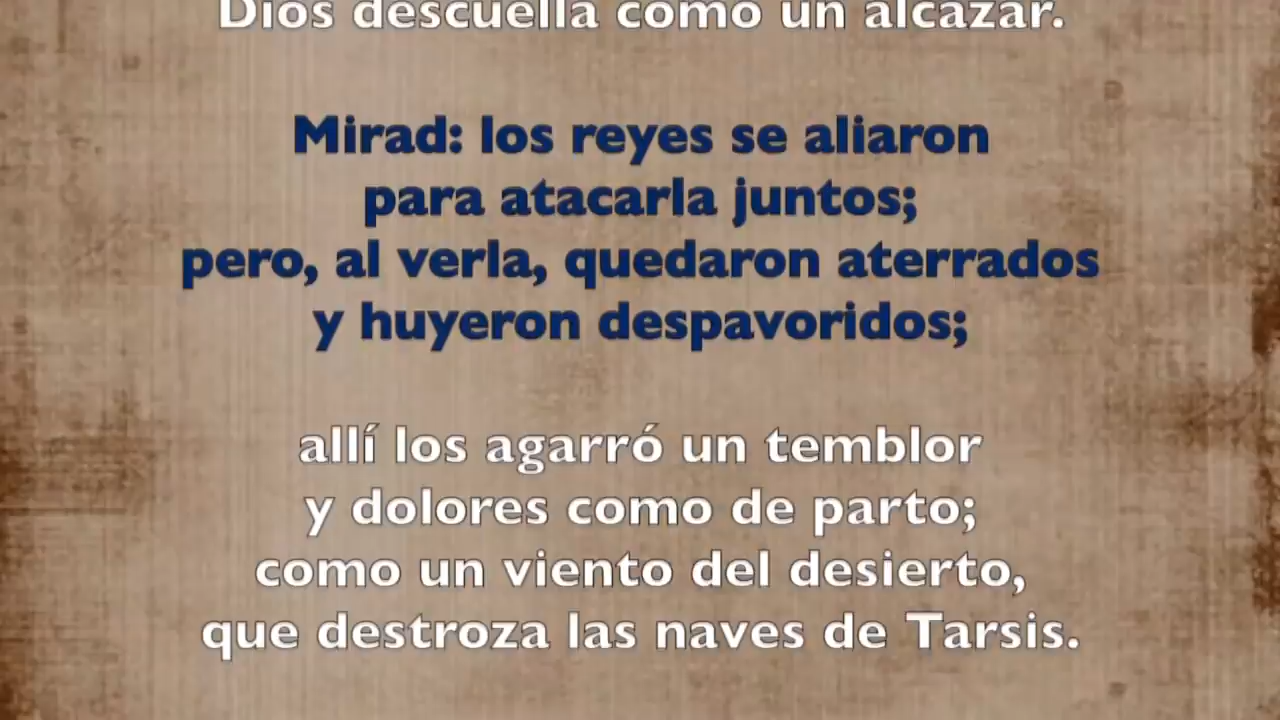 Dios descuella como un alcázar.
Mirad: los reyes se aliaron
para atacarla juntos;
pero, al verla, quedaron aterrados
y huyeron despavoridos;
allí los agarró un temblor
y dolores como de parto;
como un viento del desierto,
que destroza las naves de Tarsis.